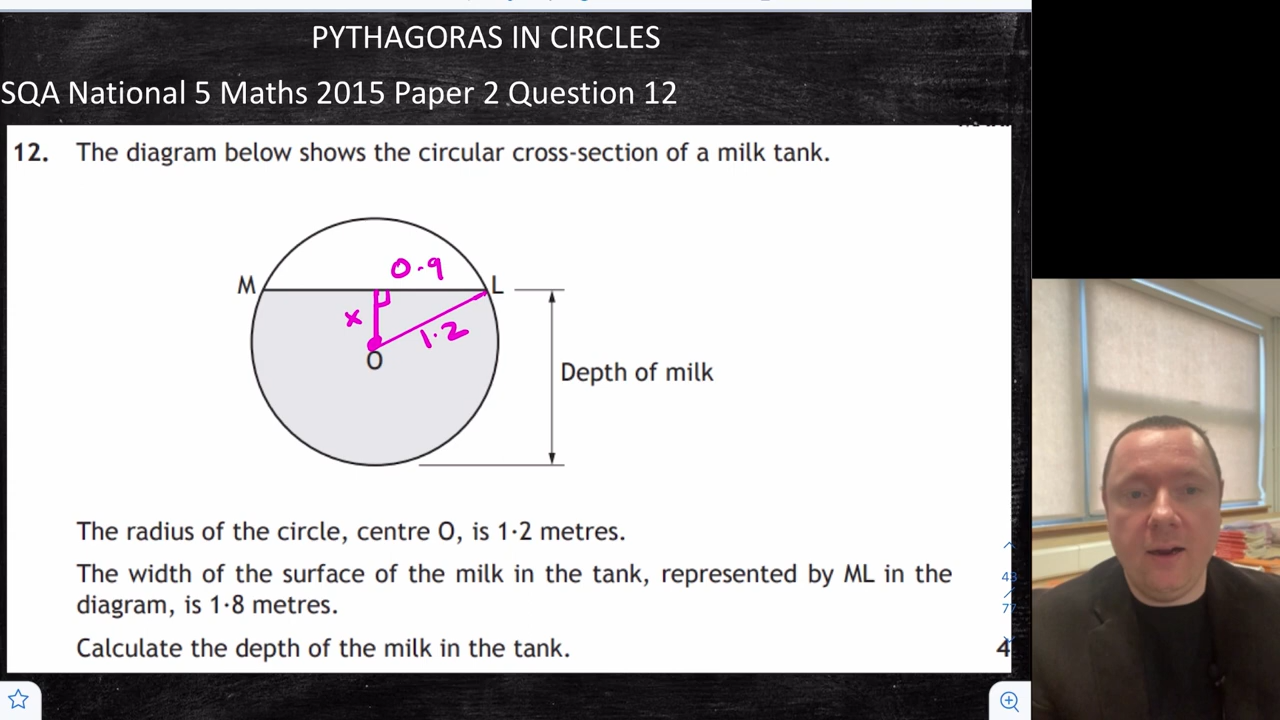 PYTHAGORAS IN CIRCLES
SQA National 5 Maths 2015 Paper 2 Question 12
12. The diagram below shows the circular cross-section of a milk tank.
0·9
M
L
x
1·2
O
Depth of milk
The radius of the circle, centre O, is 1·2 metres.
The width of the surface of the milk in the tank, represented by ML in the
diagram, is 1·8 metres.
Calculate the depth of the milk in the tank.
4
43
/
77